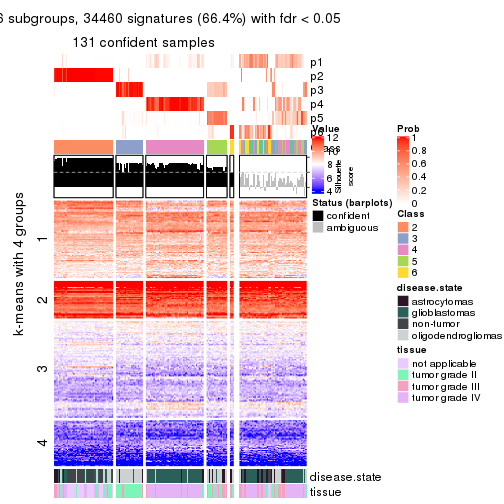 6 subgroups, 34460 signatures (66.4%) with fdr < 0.05
131 confident samples
p1
p2
p3
p4
p5
Value
12
10
8
6
4
Silhouette
score
Status (barplots)
confident
ambiguous
Prob
1
0.8
0.6
0.4
0.2
0
Class
2
3
4
5
6
disease.state
astrocytomas
glioblastomas
non-tumor
oligodendrogliomas
tissue
not applicable
tumor grade II
tumor grade III
tumor grade IV
k-means with 4 groups
1
2
3
4
disease.state
tissue